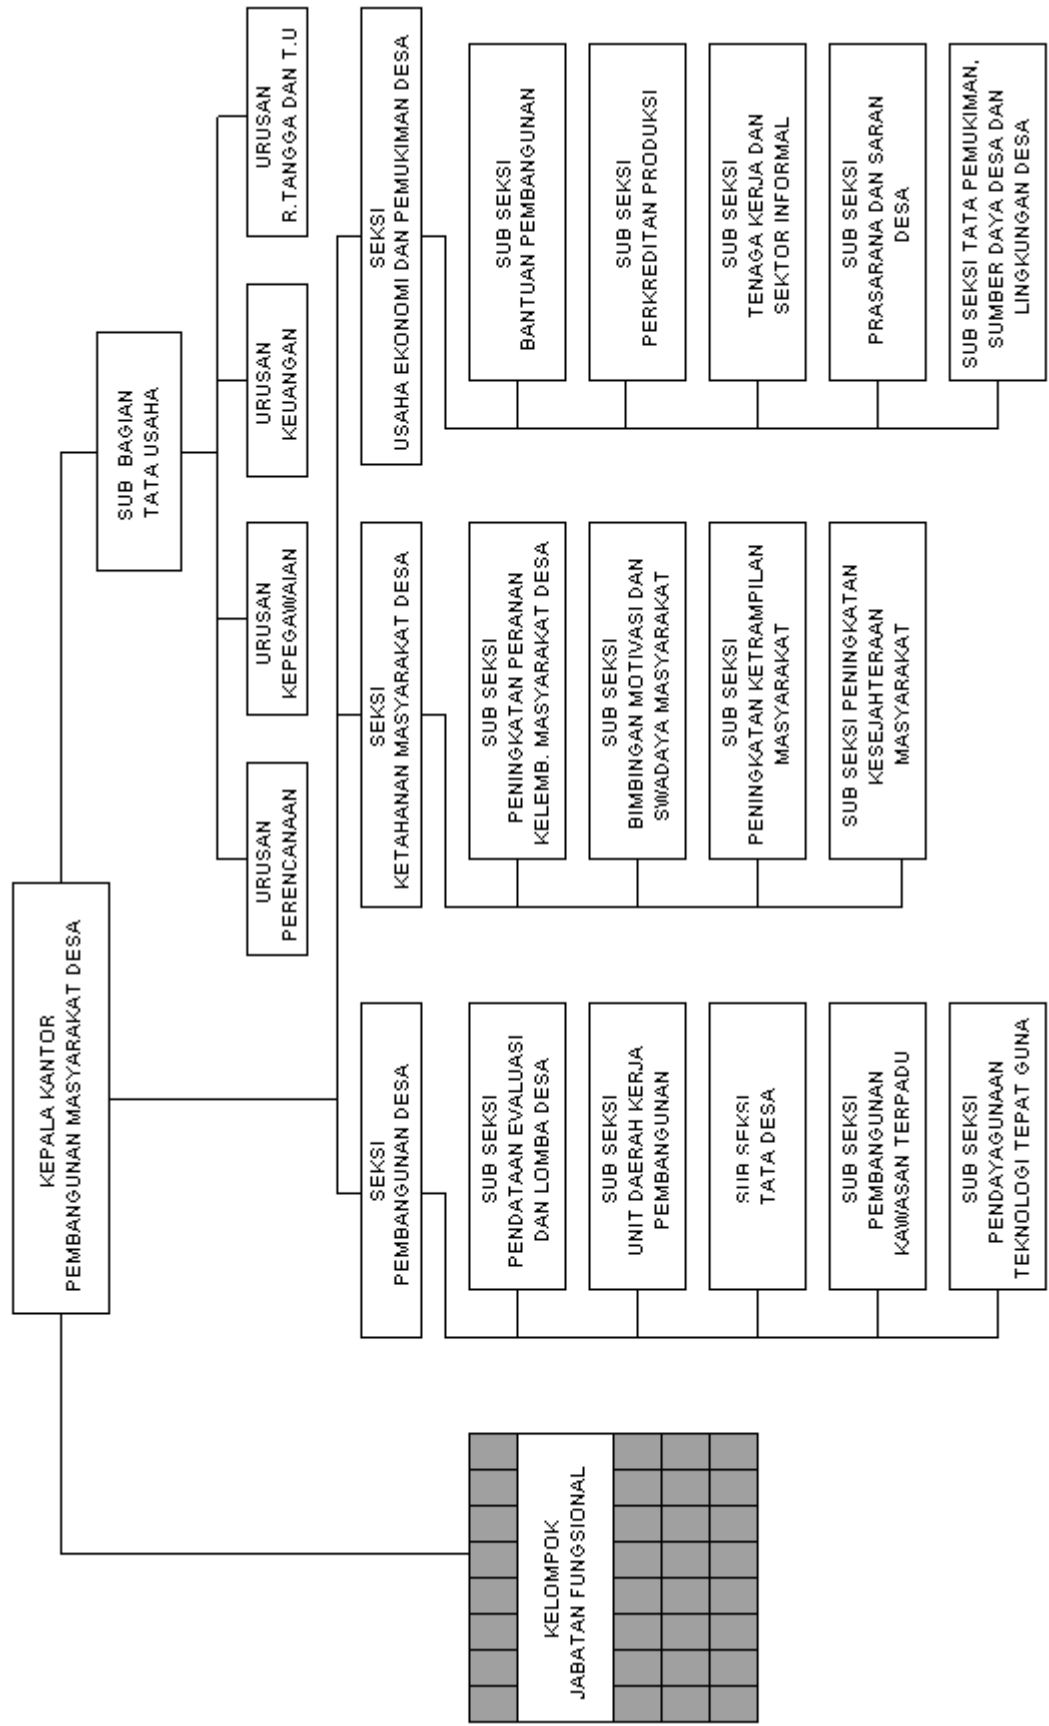 KEPALA KANTOR
PEMBANGUNAN MASYARAKAT DESA
SUB BAGIAN
TATA USAHA
URUSAN
PERENCANAAN
URUSAN
KEPEGAWAIAN
URUSAN
KEUANGAN
URUSAN
R.TANGGA DAN T.U
KELOMPOK
JABATAN FUNGSIONAL
SEKSI
PEMBANGUNAN DESA
SUB SEKSI
PENDATAAN EVALUASI
DAN LOMBA DESA
SUB SEKSI
UNIT DAERAH KERJA
PEMBANGUNAN
SUB SEKSI
TATA DESA
SUB SEKSI
PEMBANGUNAN
KAWASAN TERPADU
SUB SEKSI
PENDAYAGUNAAN
TEKNOLOGI TEPAT GUNA
SEKSI
KETAHANAN MASYARAKAT DESA
SUB SEKSI
PENINGKATAN PERANAN
KELEMB. MASYARAKAT DESA
SUB SEKSI
BIMBINGAN MOTIVASI DAN
SWADAYA MASYARAKAT
SUB SEKSI
PENINGKATAN KETRAMPILAN
MASYARAKAT
SUB SEKSI PENINGKATAN
KESEJAHTERAAN
MASYARAKAT
SEKSI
USAHA EKONOMI DAN PEMUKIMAN DESA
SUB SEKSI
BANTUAN PEMBANGUNAN
SUB SEKSI
PERKREDITAN PRODUKSI
SUB SEKSI
TENAGA KERJA DAN
SEKTOR INFORMAL
SUB SEKSI
PRASARANA DAN SARAN
DESA
SUB SEKSI TATA PEMUKIMAN,
SUMBER DAYA DESA DAN
LINGKUNGAN DESA